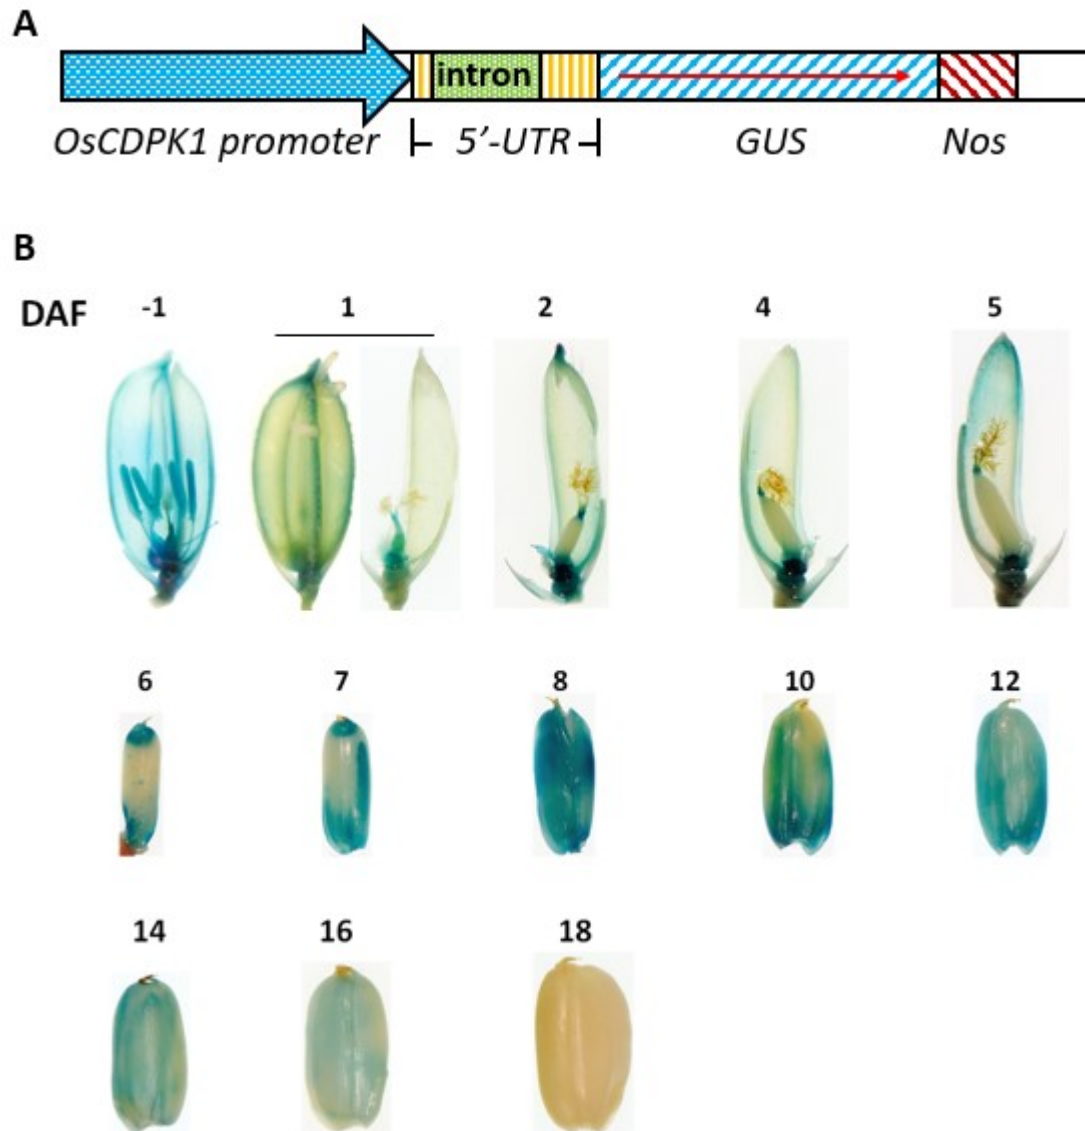 A
intron
OsCDPK1 promoter 5’-UTR GUS Nos
B
DAF -1 1 2 4 5
6 7 8 10 12
14 16 18